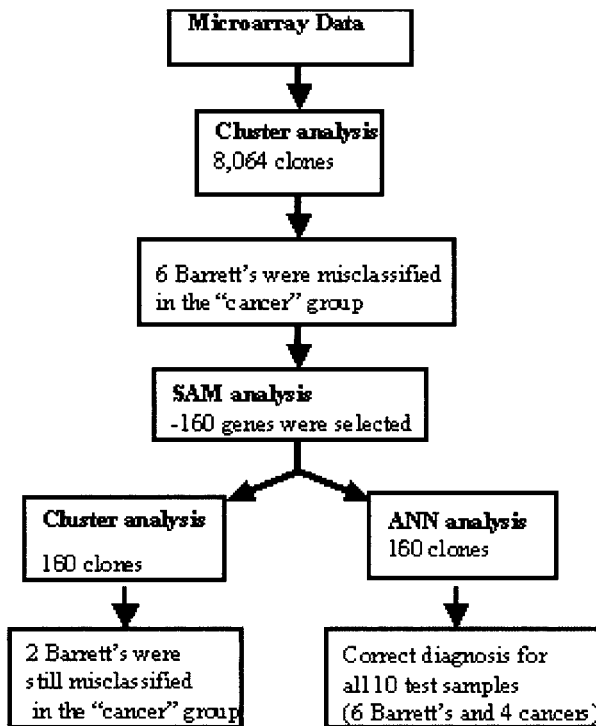 Microarray Data
Cluster analysis
8,064 clones
6 Barrett's were misclassified
in the "cancer" group
SAM analysis
-160 genes were selected
Cluster analysis
160 clones
ANN analysis
160 clones
2 Barrett's were
still misclassified
in the "cancer" group
Correct diagnosis for
all 10 test samples
(6 Barrett's and 4 cancers)